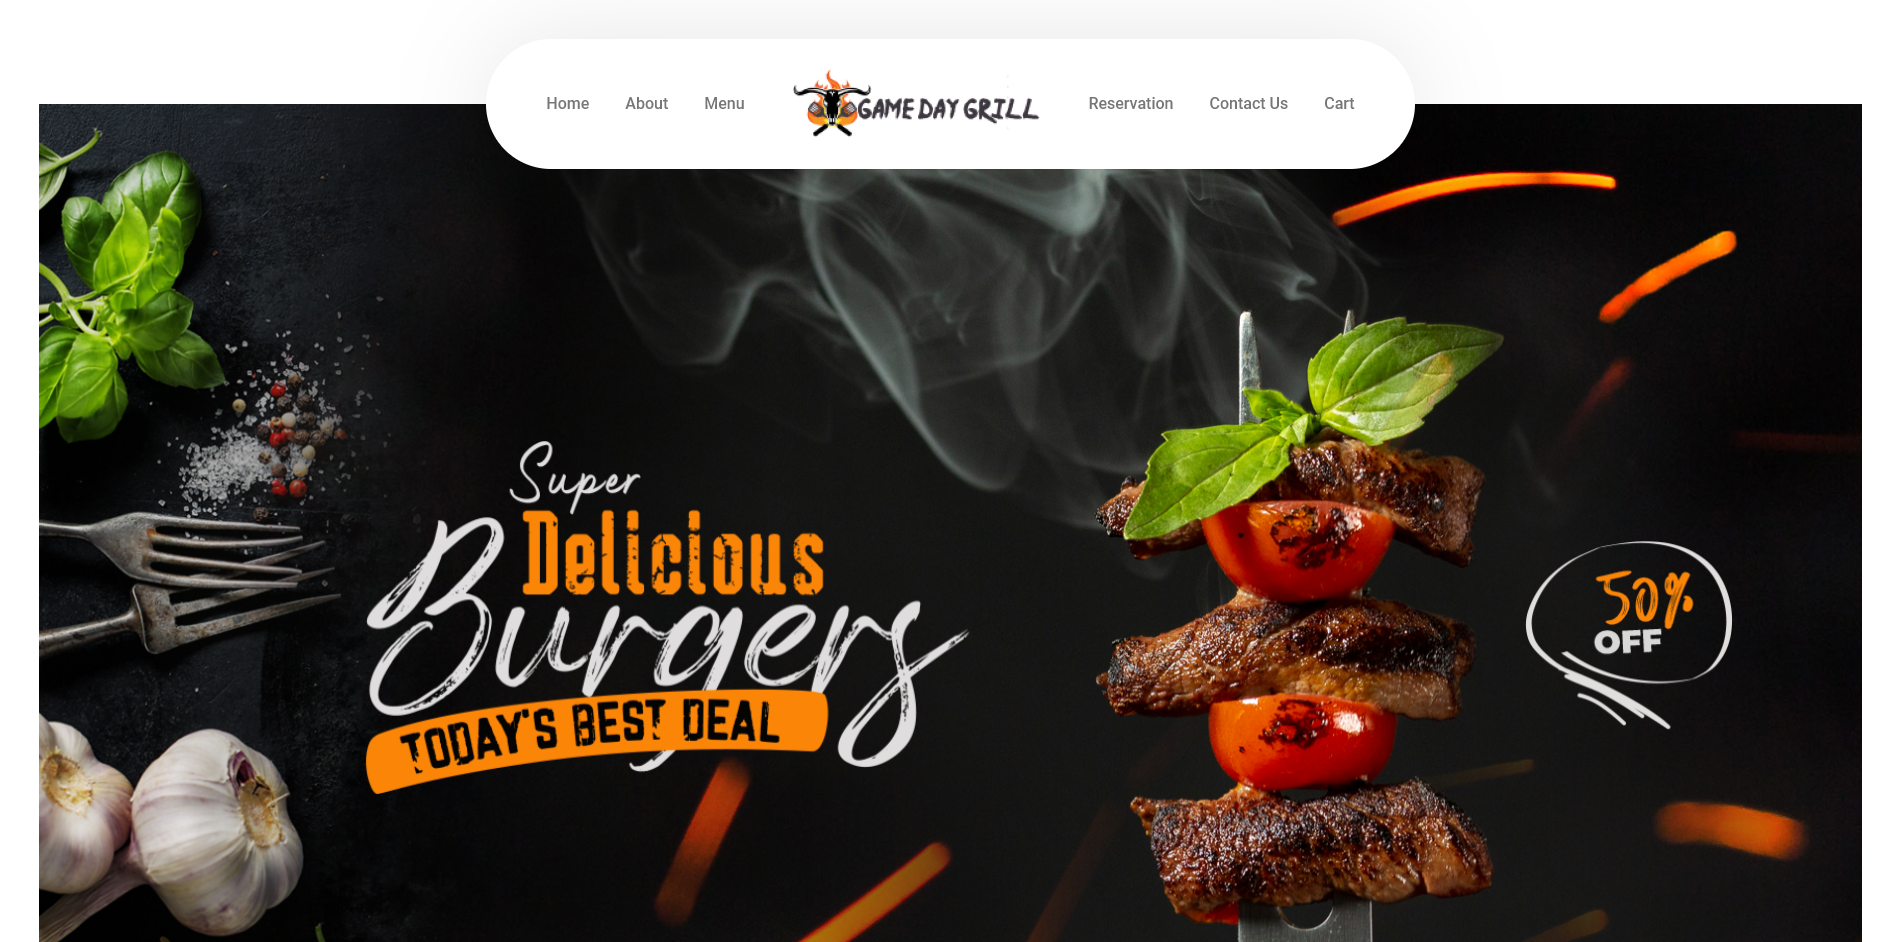 Home About Menu GAME DAY GRILL Reservation Contact Us Cart
Super
Delicious
Burgers
TODAY'S BEST DEAL
50%
OFF